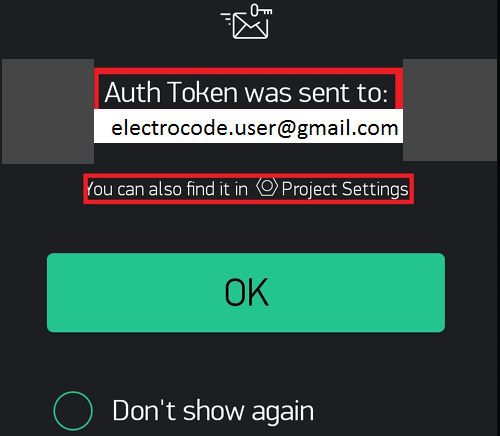 Auth Token was sent to:
electrocode.user@gmail.com
You can also find it in Project Settings
OK
Don't show again